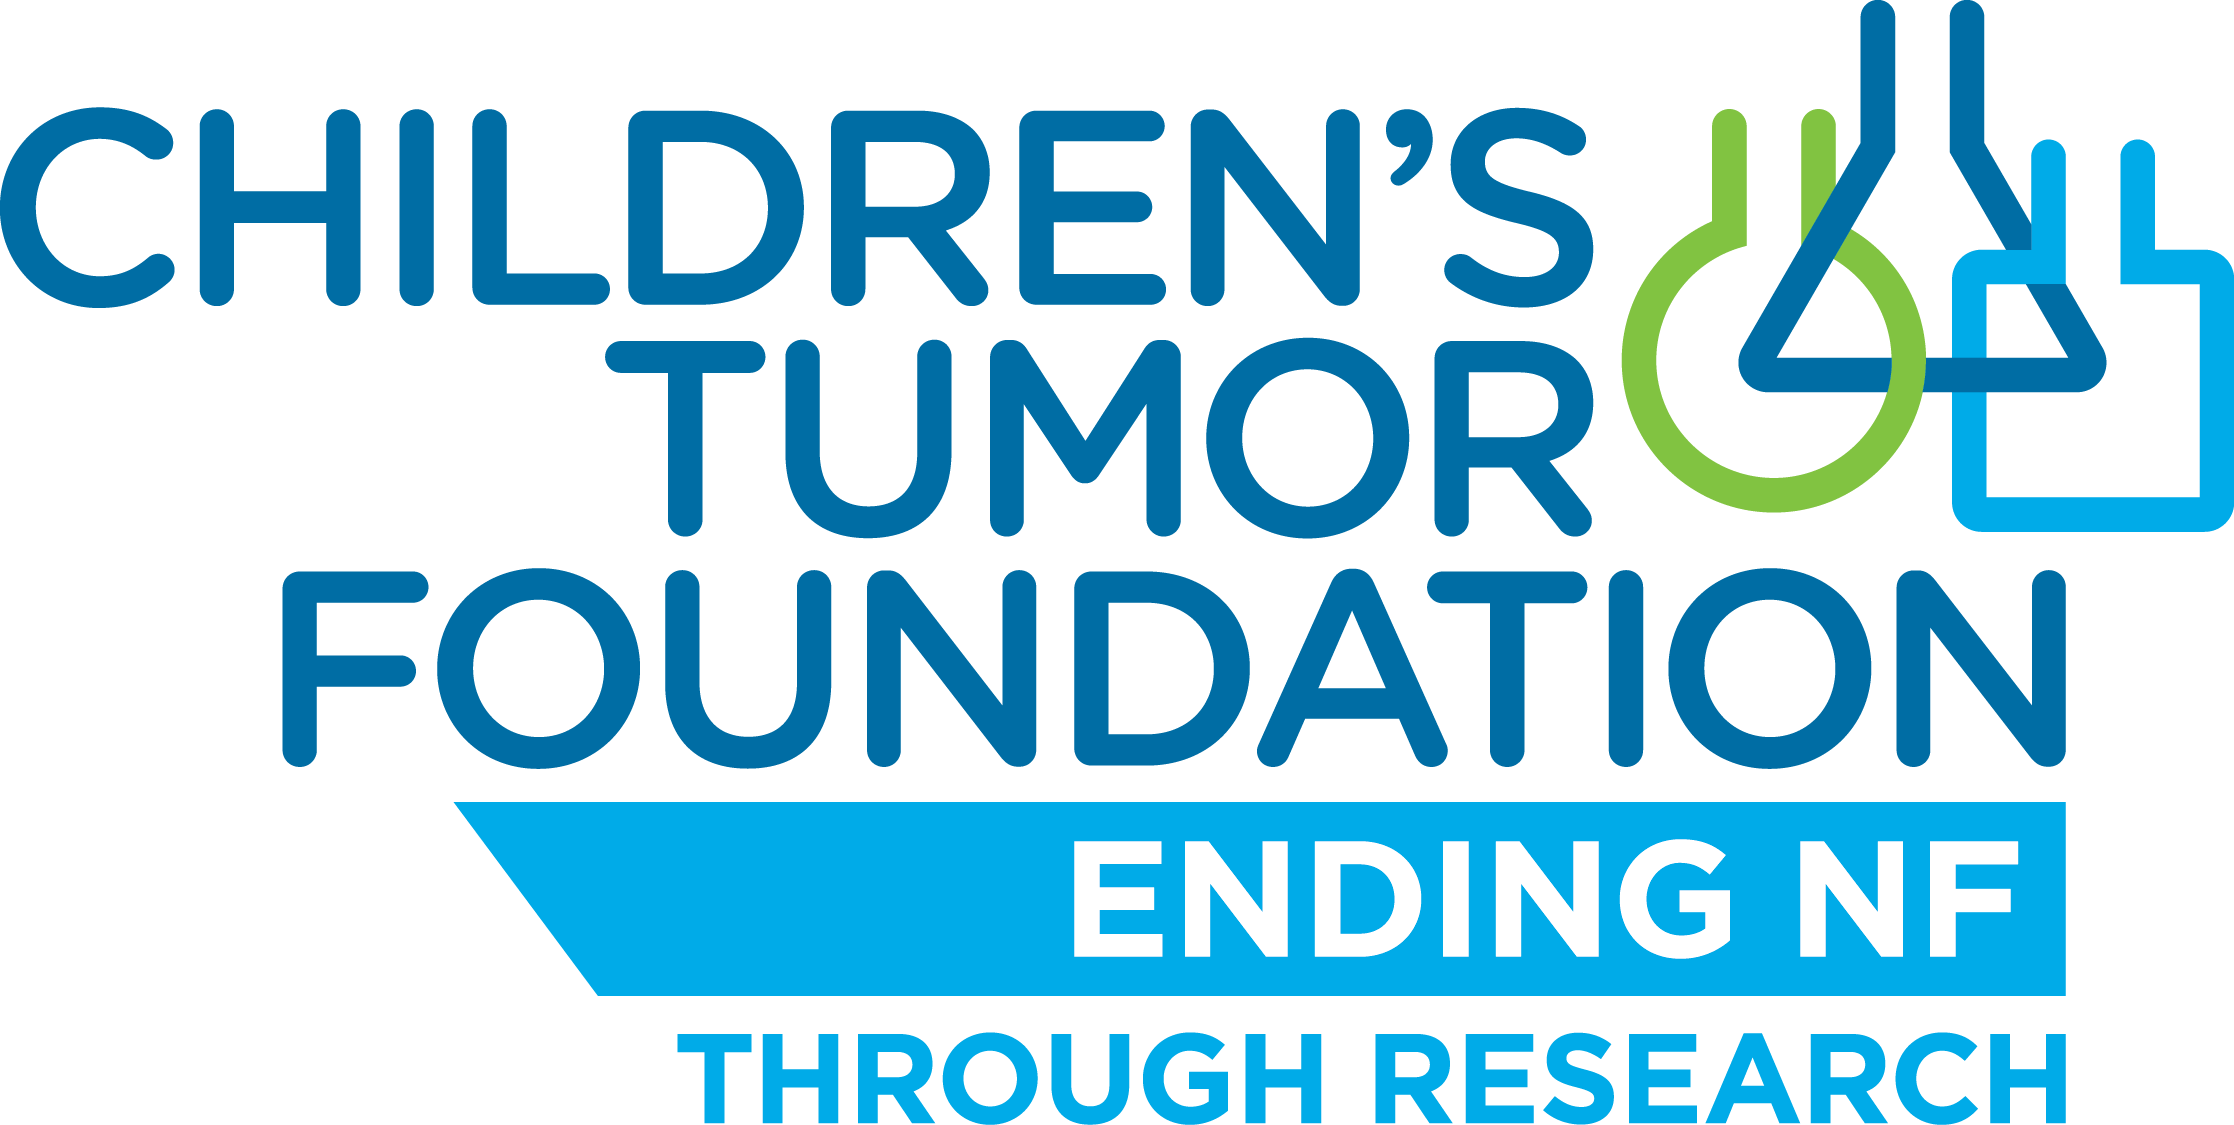 CHILDREN’S
TUMOR
FOUNDATION
ENDING NF
THROUGH RESEARCH